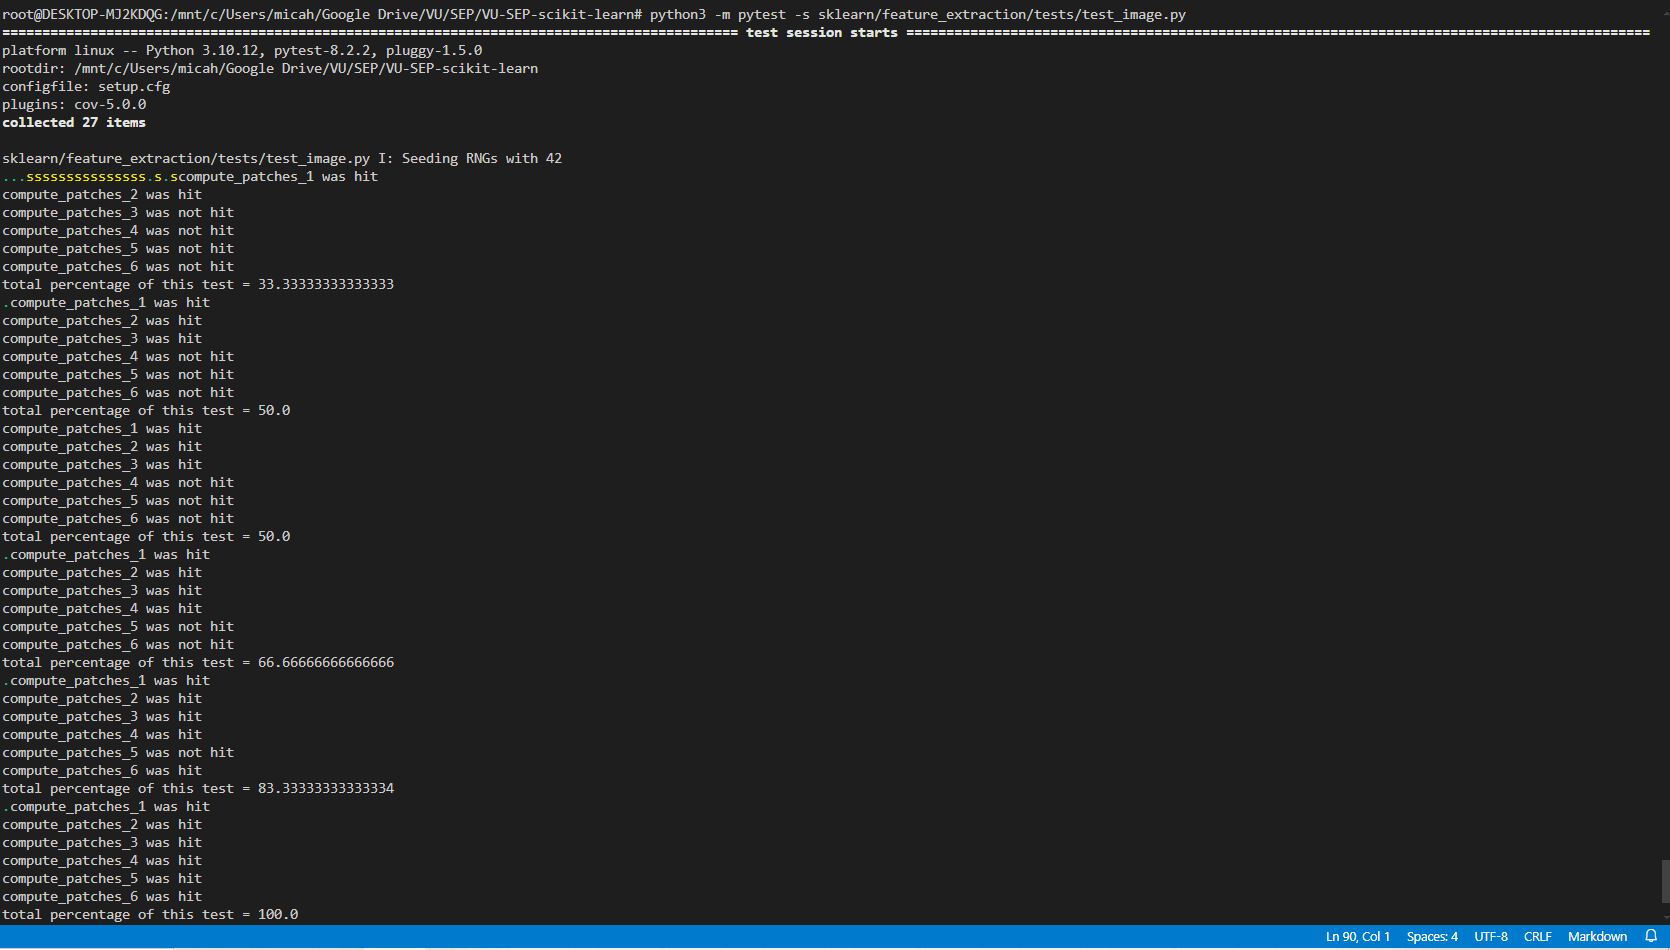 root@DESKTOP-MJ2KDQG:/mnt/c/Users/micah/Google Drive/VU/SEP/VU-SEP-scikit-learn# python3 -m pytest -s sklearn/feature_extraction/tests/test_image.py
============================================================================================ test session starts =============================================================================================
platform linux -- Python 3.10.12, pytest-8.2.2, pluggy-1.5.0
rootdir: /mnt/c/Users/micah/Google Drive/VU/SEP/VU-SEP-scikit-learn
configfile: setup.cfg
plugins: cov-5.0.0
collected 27 items
sklearn/feature_extraction/tests/test_image.py I: Seeding RNGs with 42
...sssssssssssssss.s.scompute_patches_1 was hit
compute_patches_2 was hit
compute_patches_3 was not hit
compute_patches_4 was not hit
compute_patches_5 was not hit
compute_patches_6 was not hit
total percentage of this test = 33.33333333333333
.compute_patches_1 was hit
compute_patches_2 was hit
compute_patches_3 was hit
compute_patches_4 was not hit
compute_patches_5 was not hit
compute_patches_6 was not hit
total percentage of this test = 50.0
compute_patches_1 was hit
compute_patches_2 was hit
compute_patches_3 was hit
compute_patches_4 was not hit
compute_patches_5 was not hit
compute_patches_6 was not hit
total percentage of this test = 50.0
.compute_patches_1 was hit
compute_patches_2 was hit
compute_patches_3 was hit
compute_patches_4 was hit
compute_patches_5 was not hit
compute_patches_6 was not hit
total percentage of this test = 66.66666666666666
.compute_patches_1 was hit
compute_patches_2 was hit
compute_patches_3 was hit
compute_patches_4 was hit
compute_patches_5 was not hit
compute_patches_6 was hit
total percentage of this test = 83.33333333333334
.compute_patches_1 was hit
compute_patches_2 was hit
compute_patches_3 was hit
compute_patches_4 was hit
compute_patches_5 was hit
compute_patches_6 was hit
total percentage of this test = 100.0
Ln 90, Col 1 Spaces: 4 UTF-8 CRLF Markdown